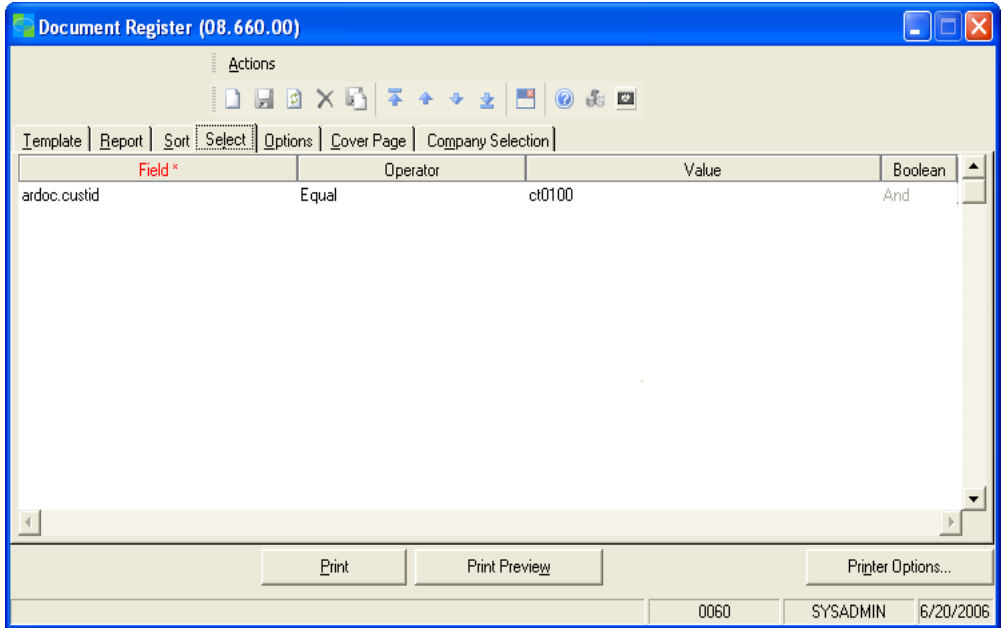 Document Register (08.660.00)
Actions
Template Report Sort Select Options Cover Page Company Selection
Field * Operator Value Boolean
ardoc.custid Equal ct0100 And
Print Print Preview Printer Options...
0060 SYSADMIN 6/20/2006